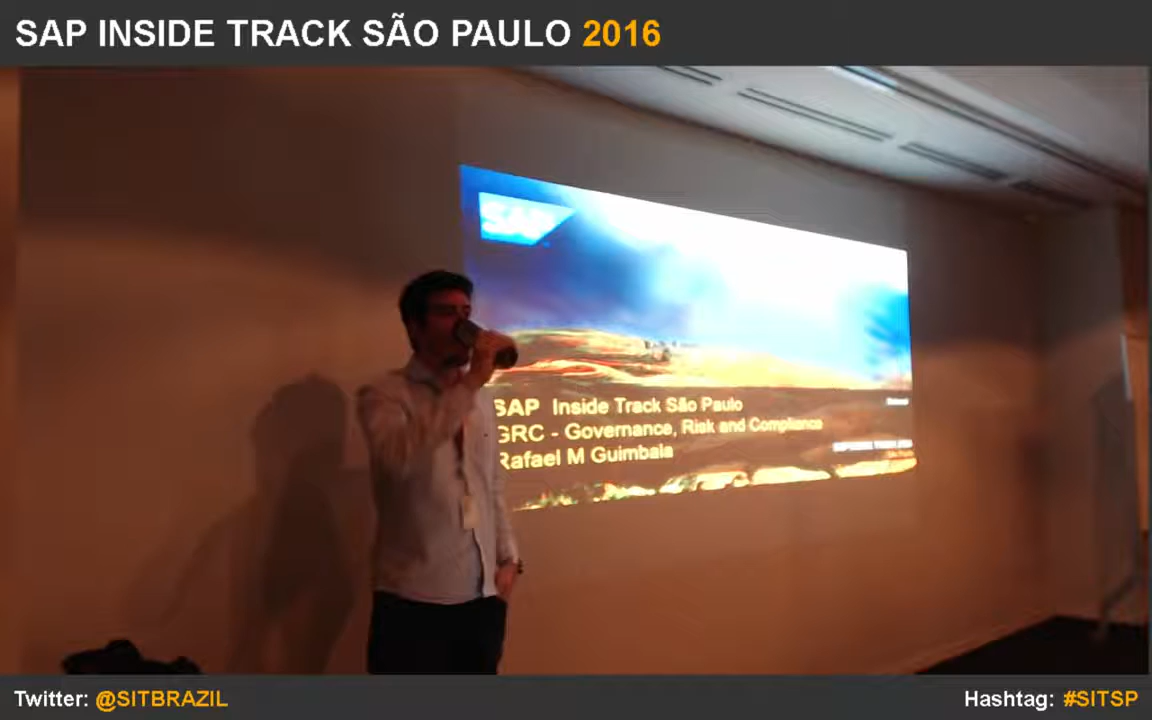 SAP INSIDE TRACK SÃO PAULO 2016
SAP
SAP Inside Track São Paulo
GRC - Governance, Risk and Compliance
Rafael M Guimbala
Twitter: @SITBRAZIL
Hashtag: #SITSP